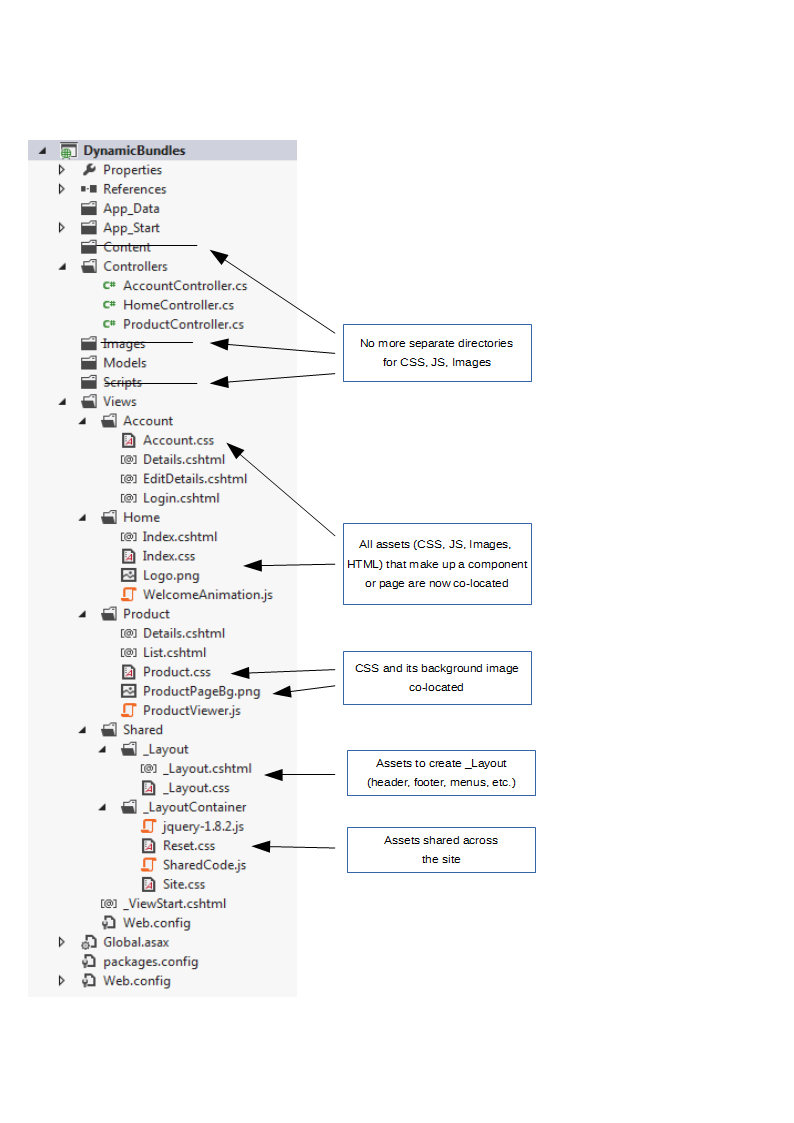 DynamicBundles
Properties
References
App_Data
App_Start
Content
Controllers
C# AccountController.cs
C# HomeController.cs
C# ProductController.cs
Images
Models
Scripts
Views
Account
Account.css
[@] Details.cshtml
[@] EditDetails.cshtml
[@] Login.cshtml
Home
[@] Index.cshtml
Index.css
Logo.png
WelcomeAnimation.js
Product
[@] Details.cshtml
[@] List.cshtml
Product.css
ProductPageBg.png
ProductViewer.js
Shared
_Layout
[@] _Layout.cshtml
_Layout.css
_LayoutContainer
jquery-1.8.2.js
Reset.css
SharedCode.js
Site.css
[@] _ViewStart.cshtml
Web.config
Global.asax
packages.config
Web.config
No more separate directories
for CSS, JS, Images
All assets (CSS, JS, Images,
HTML) that make up a component
or page are now co-located
CSS and its background image
co-located
Assets to create _Layout
(header, footer, menus, etc.)
Assets shared across
the site